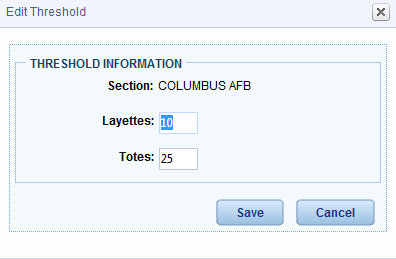 Edit Threshold
THRESHOLD INFORMATION
Section: COLUMBUS AFB
Layettes: 10
Totes: 25
Save Cancel